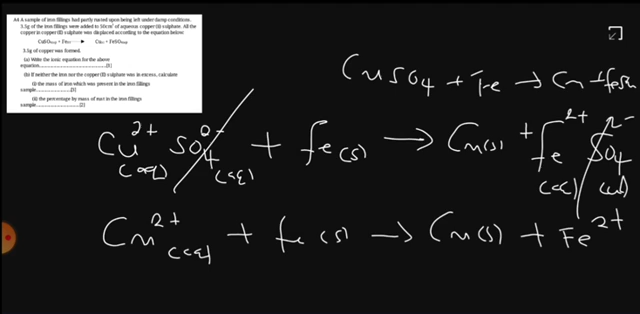 A4 A sample of iron fillings had partly rusted upon being left under damp conditions.
3.5g of the iron fillings were added to 50cm³ of aqueous copper (II) sulphate. All the
copper in copper (II) sulphate was displaced according to the equation below:
CuSO₄ + Fe → Cu + FeSO₄
3.1g of copper was formed.
(a) Write the ionic equation for the above
equation [1]
(b) If neither the iron nor the copper (II) sulphate was in excess, calculate
(i) the mass of iron which was present in the iron fillings
sample [3]
(ii) the percentage by mass of rust in the iron fillings
sample [2]
CuSO4 + Fe → Cu + feSO4
Cu²⁺ SO₄²⁻ + fe(s) → Cu(s) + fe²⁺ SO₄²⁻
(aq) (aq) (aq) (aq)
Cu²⁺(aq) + fe(s) → Cu(s) + Fe²⁺